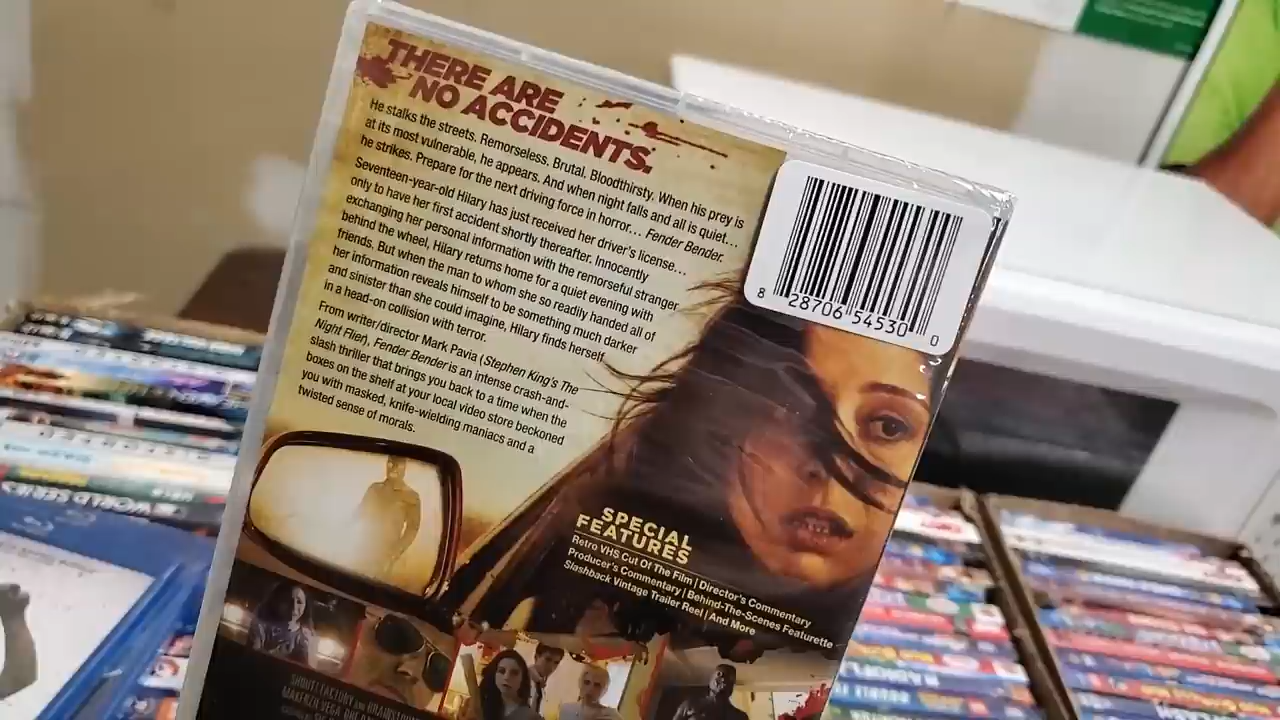 THERE ARE
NO ACCIDENTS.
He stalks the streets. Remorseless. Brutal. Bloodthirsty. When his prey is
at its most vulnerable, he appears. And when night falls and all is quiet…
he strikes. Prepare for the next driving force in horror… Fender Bender.
Seventeen-year-old Hilary has just received her driver's license…
only to have her first accident shortly thereafter. Innocently
exchanging her personal information with the remorseful stranger
behind the wheel, Hilary returns home for a quiet evening with
friends. But when the man to whom she so readily handed all of
her information reveals himself to be something much darker
and sinister than she could imagine, Hilary finds herself
in a head-on collision with terror.
From writer/director Mark Pavia (Stephen King's The
Night Flier), Fender Bender is an intense crash-and-
slash thriller that brings you back to a time when the
boxes on the shelf at your local video store beckoned
you with masked, knife-wielding maniacs and a
twisted sense of morals.
8 28706 54530 0
SPECIAL
FEATURES
Retro VHS Cut Of The Film | Director's Commentary
Producer's Commentary | Behind-The-Scenes Featurette
Slashback Vintage Trailer Reel | And More
SHOUT! FACTORY AND
MAKENZIE VEGA
WORLD SERIES